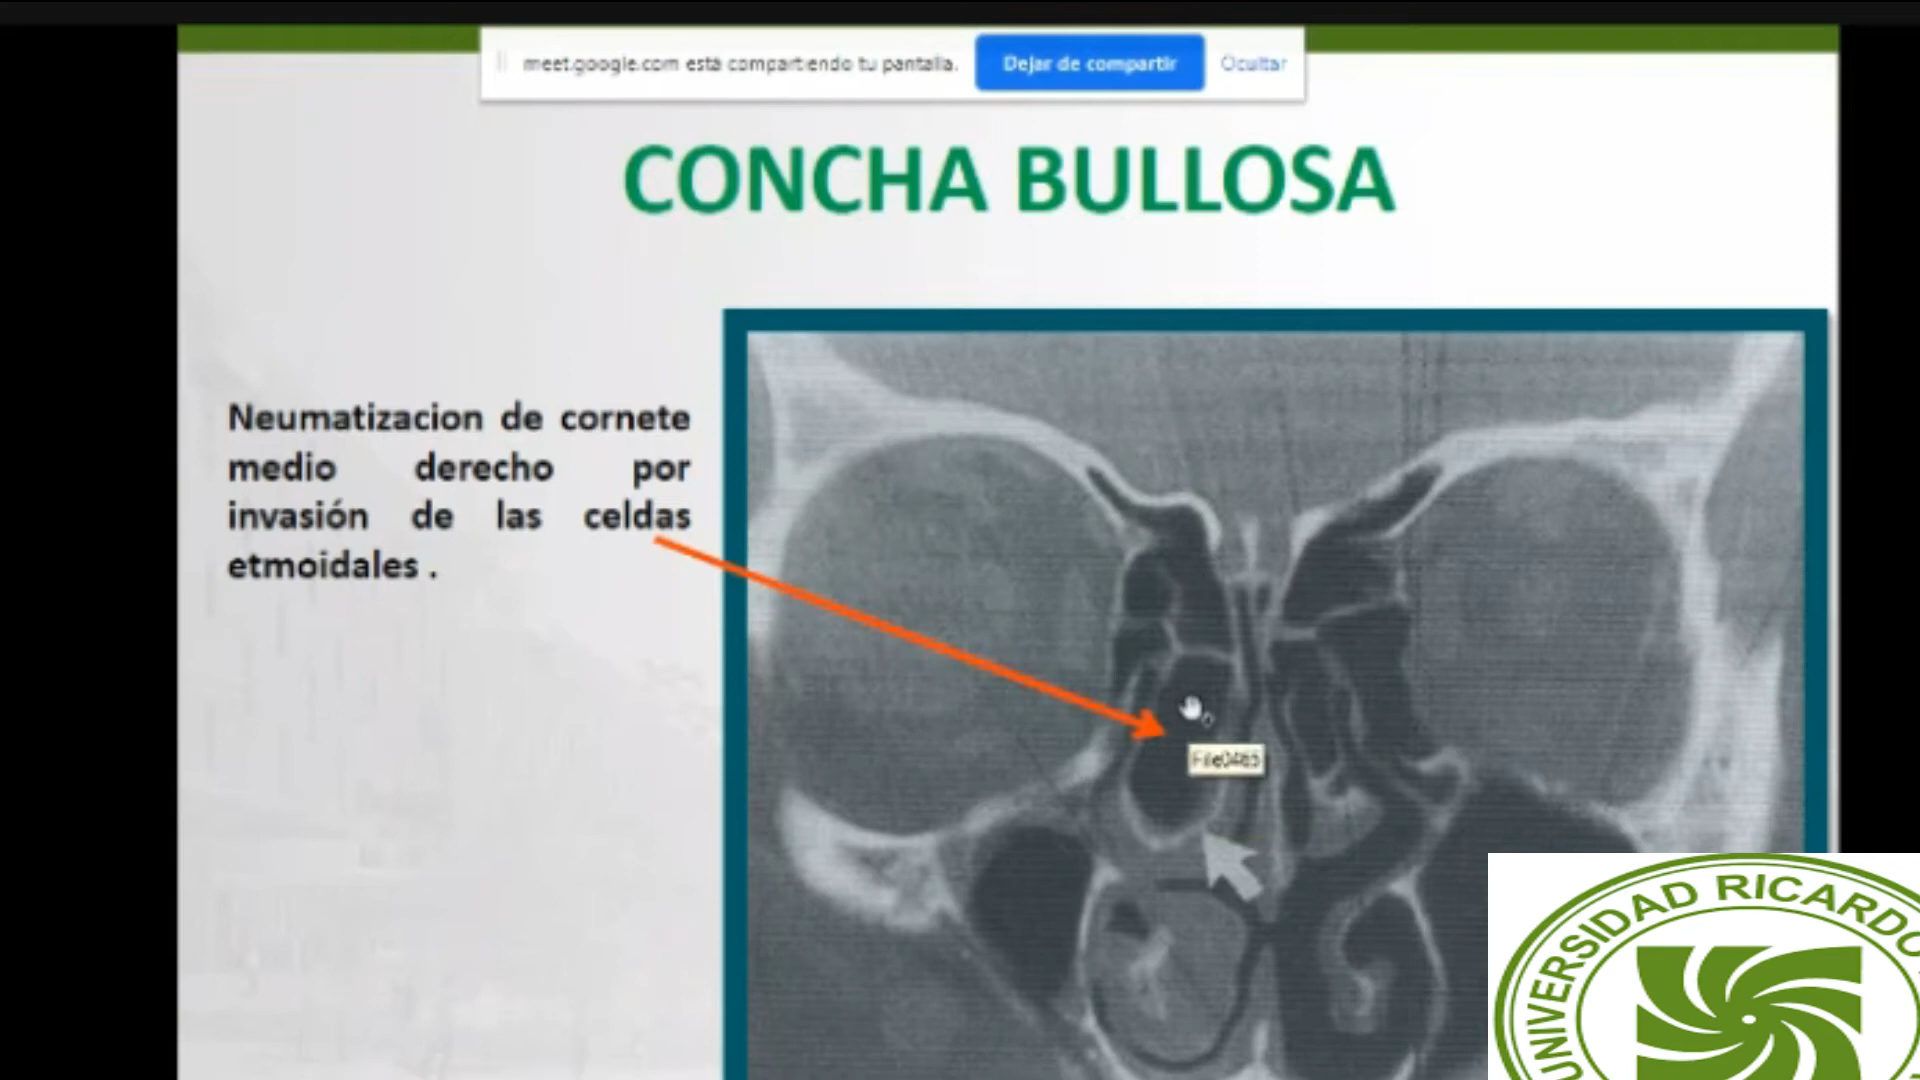 meet.google.com está compartiendo tu pantalla.
Dejar de compartir
Ocultar
CONCHA BULLOSA
Neumatizacion de cornete
medio derecho por
invasión de las celdas
etmoidales .
UNIVERSIDAD RICARDO